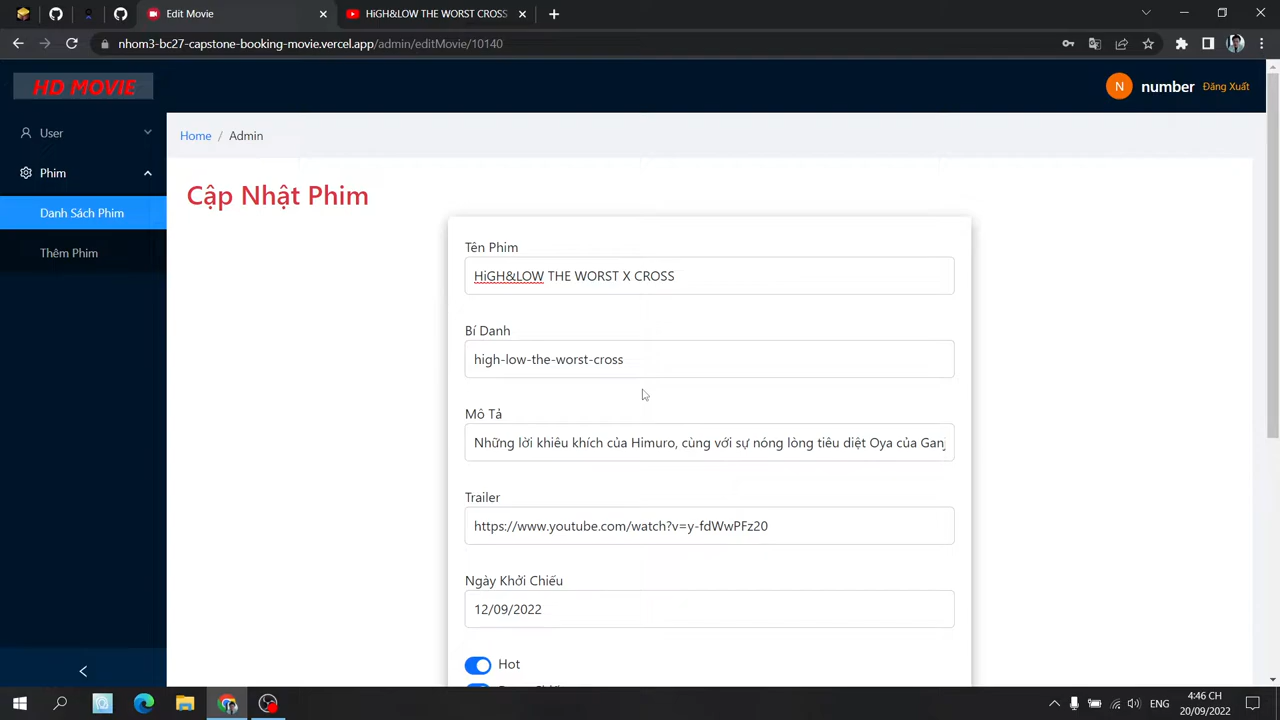 Edit Movie
HiGH&LOW THE WORST CROSS
nhom3-bc27-capstone-booking-movie.vercel.app/admin/editMovie/10140
HD MOVIE
N number Đăng Xuất
User
Home / Admin
Phim
Cập Nhật Phim
Danh Sách Phim
Thêm Phim
Tên Phim
HiGH&LOW THE WORST X CROSS
Bí Danh
high-low-the-worst-cross
Mô Tả
Những lời khiêu khích của Himuro, cùng với sự nóng lòng tiêu diệt Oya của Ganj
Trailer
https://www.youtube.com/watch?v=y-fdWwPFz20
Ngày Khởi Chiếu
12/09/2022
Hot
ENG
4:46 CH
20/09/2022